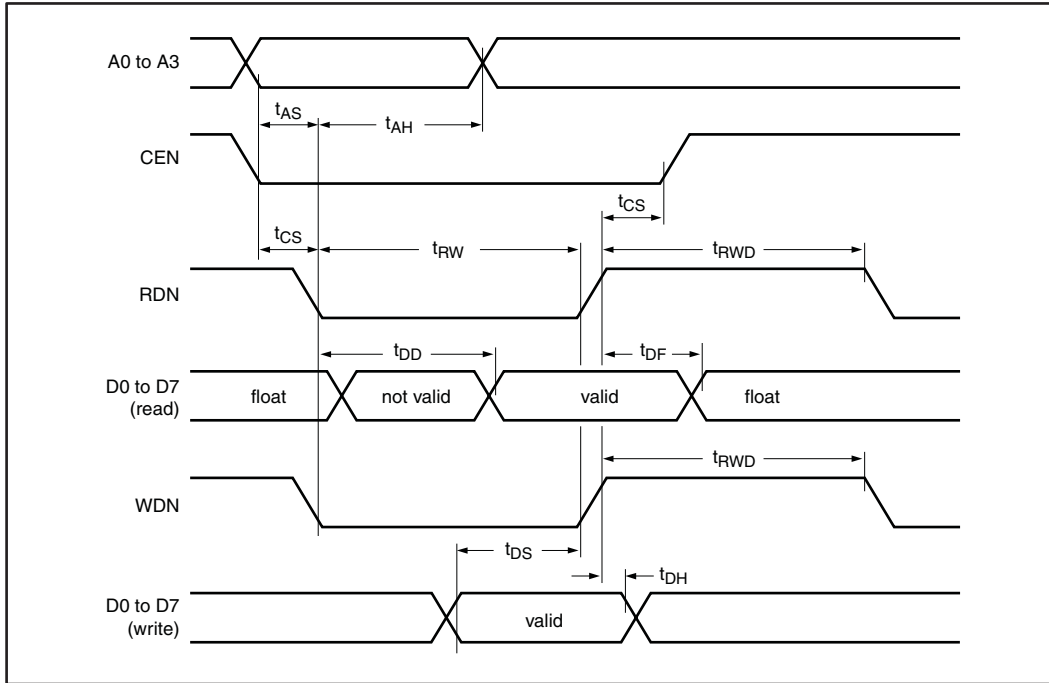 A0 to A3
tAS
tAH
CEN
tCS
tCS
tRW
tRWD
RDN
tDD
tDF
D0 to D7
(read)
float
not valid
valid
float
tRWD
WDN
tDS
tDH
D0 to D7
(write)
valid